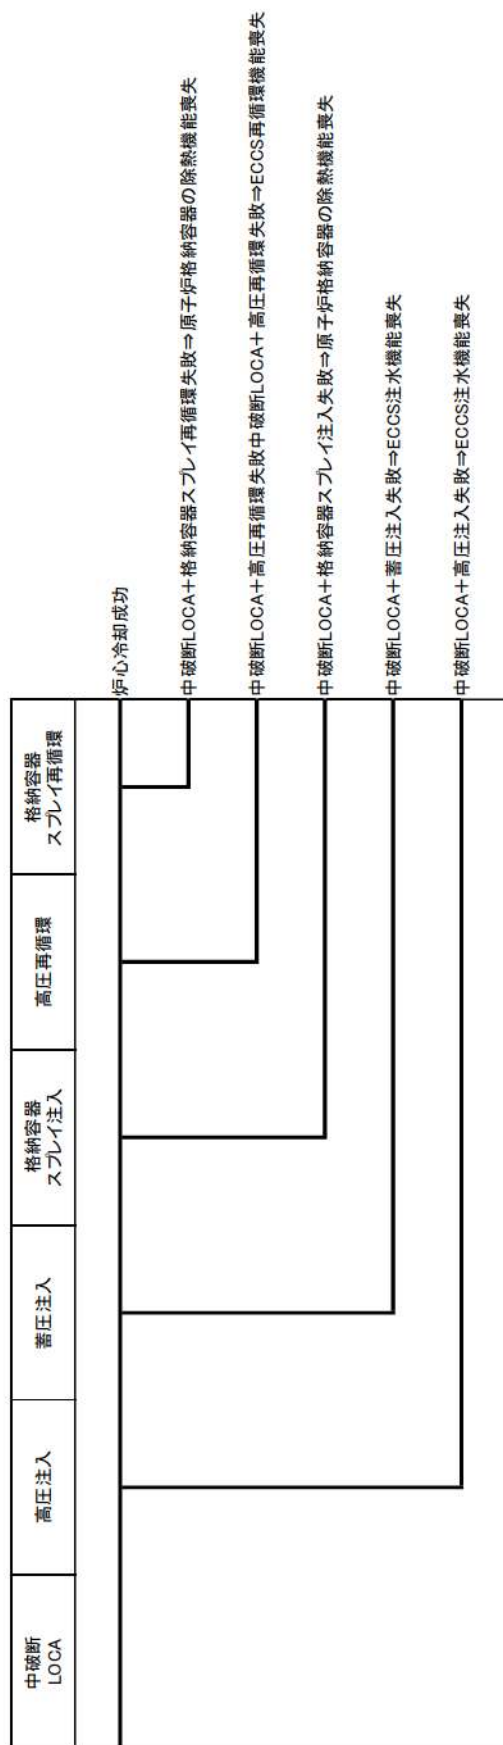 中破断
LOCA
高圧注入
蓄圧注入
格納容器
スプレイ注入
高圧再循環
格納容器
スプレイ再循環
炉心冷却成功
中破断LOCA＋格納容器スプレイ再循環失敗⇒原子炉格納容器の除熱機能喪失
中破断LOCA＋高圧再循環失敗中破断LOCA＋高圧再循環失敗⇒ECCS再循環機能喪失
中破断LOCA＋格納容器スプレイ注入失敗⇒原子炉格納容器の除熱機能喪失
中破断LOCA＋蓄圧注入失敗⇒ECCS注水機能喪失
中破断LOCA＋高圧注入失敗⇒ECCS注水機能喪失